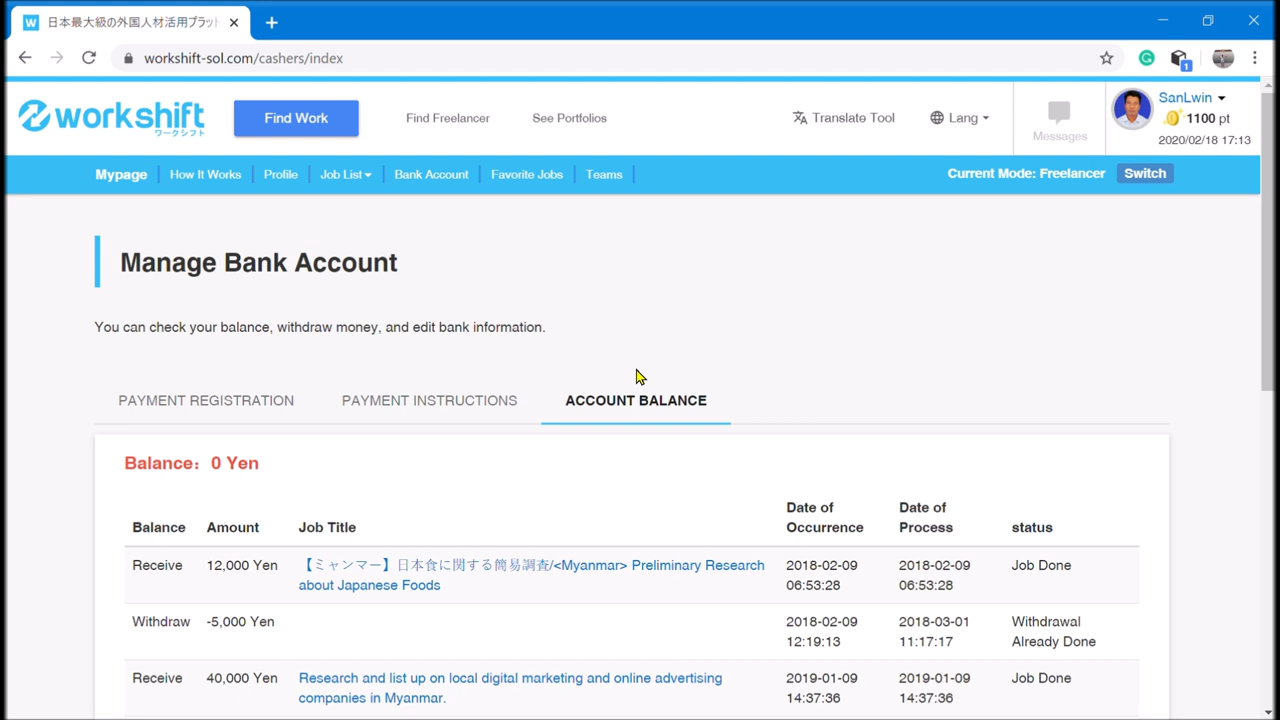 日本最大級の外国人材活用プラット
workshift-sol.com/cashers/index
1
workshift
ワークシフト
Find Work
Find Freelancer
See Portfolios
Translate Tool
Lang
Messages
SanLwin
1100 pt
2020/02/18 17:13
Mypage
How It Works
Profile
Job List
Bank Account
Favorite Jobs
Teams
Current Mode: Freelancer
Switch
Manage Bank Account
You can check your balance, withdraw money, and edit bank information.
PAYMENT REGISTRATION
PAYMENT INSTRUCTIONS
ACCOUNT BALANCE
Balance： 0 Yen
Balance Amount Job Title Date of Occurrence Date of Process status
Receive 12,000 Yen 【ミャンマー】日本食に関する簡易調査/<Myanmar> Preliminary Research 2018-02-09 2018-02-09 Job Done
about Japanese Foods 06:53:28 06:53:28
Withdraw -5,000 Yen 2018-02-09 2018-03-01 Withdrawal
12:19:13 11:17:17 Already Done
Receive 40,000 Yen Research and list up on local digital marketing and online advertising 2019-01-09 2019-01-09 Job Done
companies in Myanmar. 14:37:36 14:37:36